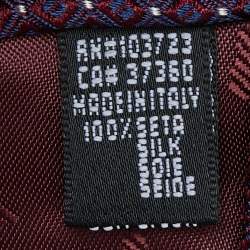 RN#103723
CA# 37360
MADE IN ITALY
100% SETA
SILK
SOIE
SEIDE